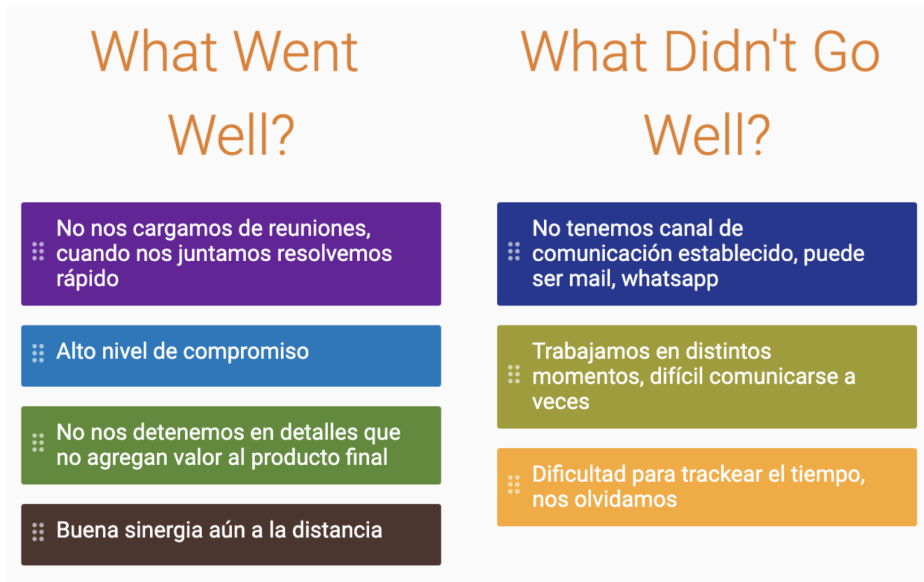 What Went
Well?
No nos cargamos de reuniones,
cuando nos juntamos resolvemos
rápido
Alto nivel de compromiso
No nos detenemos en detalles que
no agregan valor al producto final
Buena sinergia aún a la distancia
What Didn't Go
Well?
No tenemos canal de
comunicación establecido, puede
ser mail, whatsapp
Trabajamos en distintos
momentos, difícil comunicarse a
veces
Dificultad para trackear el tiempo,
nos olvidamos